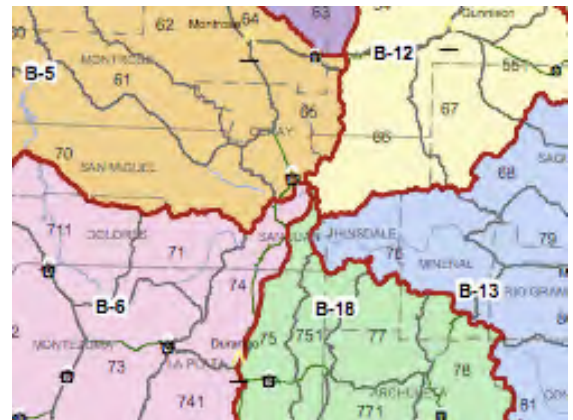 62
64
63
Gunnison
Montrose
B-12
551
MONTROSE
B-5
61
65
67
OURAY
66
70
SAN MIGUEL
68
711
DOLORES
71
SAN JUAN
HINSDALE
79
76
MINERAL
74
B-6
B-18
B-13
RIO GRAN
Durango
75
751
77
MONTEZUMA
73
LA PLATA
78
ARCHULETA
741
771
81